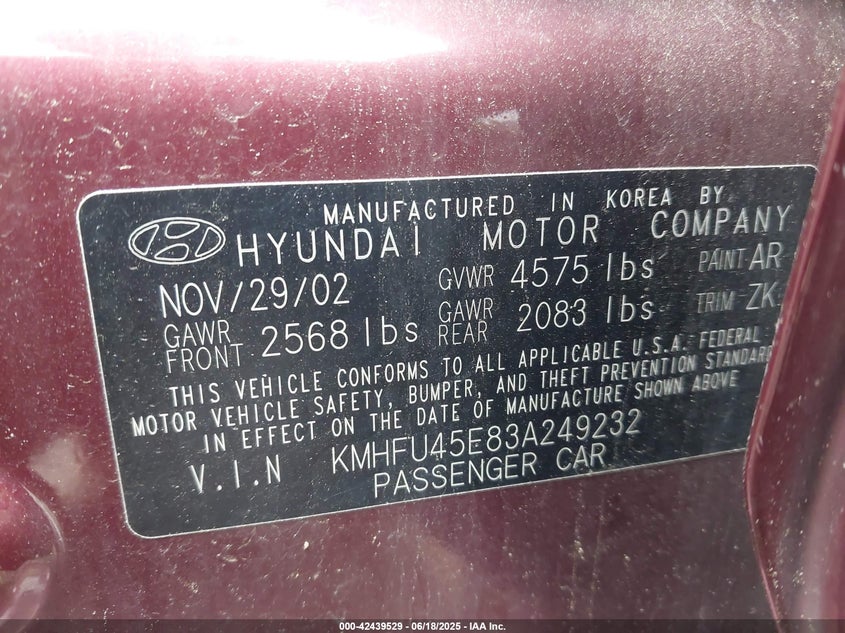 MANUFACTURED IN KOREA BY
HYUNDAI MOTOR COMPANY
NOV/29/02 GVWR 4575 lbs PAINT AR
GAWR FRONT 2568 lbs GAWR REAR 2083 lbs TRIM ZK
THIS VEHICLE CONFORMS TO ALL APPLICABLE U.S.A. FEDERAL
MOTOR VEHICLE SAFETY, BUMPER, AND THEFT PREVENTION STANDARD
IN EFFECT ON THE DATE OF MANUFACTURE SHOWN ABOVE
V.I.N KMHFU45E83A249232
PASSENGER CAR
000-42439529 - 06/18/2025 - IAA Inc.